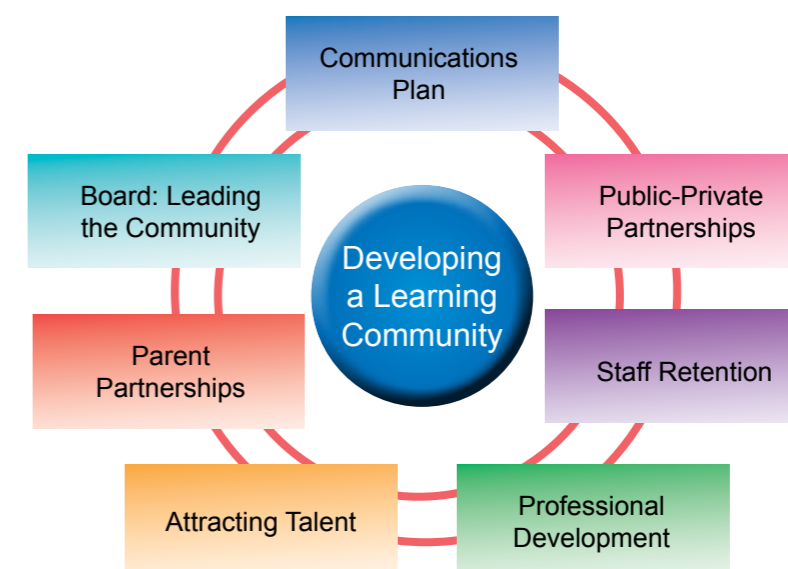 Communications
Plan
Public-Private
Partnerships
Staff Retention
Professional
Development
Attracting Talent
Parent
Partnerships
Board: Leading
the Community
Developing
a Learning
Community